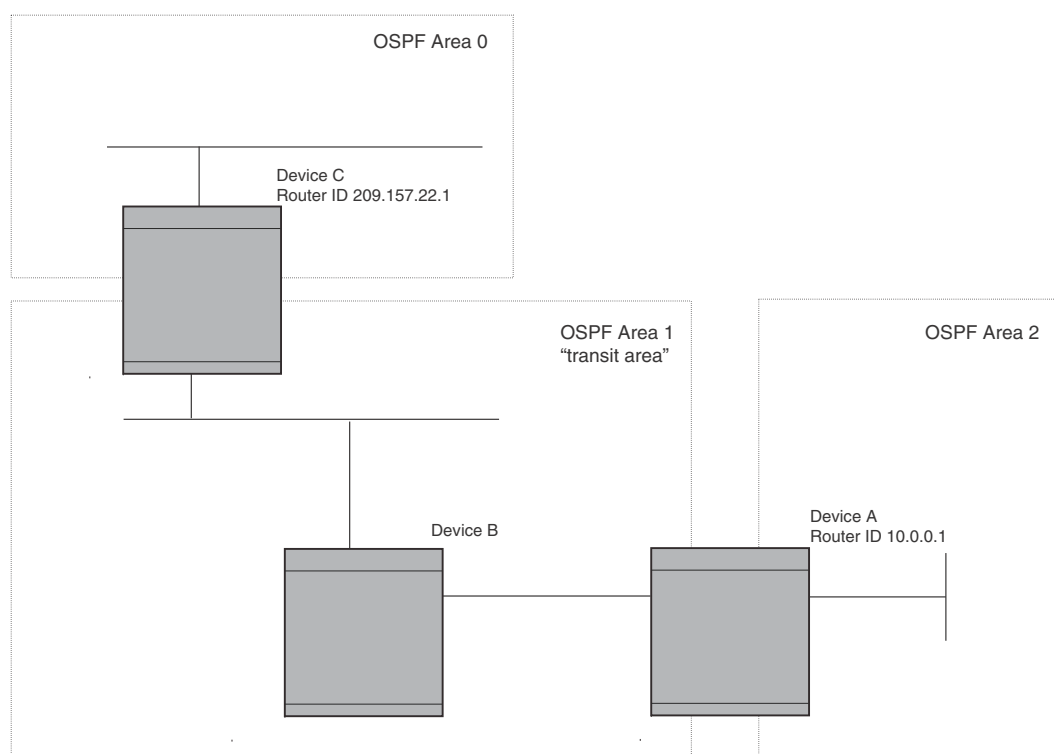 OSPF Area 0
Device C
Router ID 209.157.22.1
OSPF Area 1
“transit area”
OSPF Area 2
Device B
Device A
Router ID 10.0.0.1